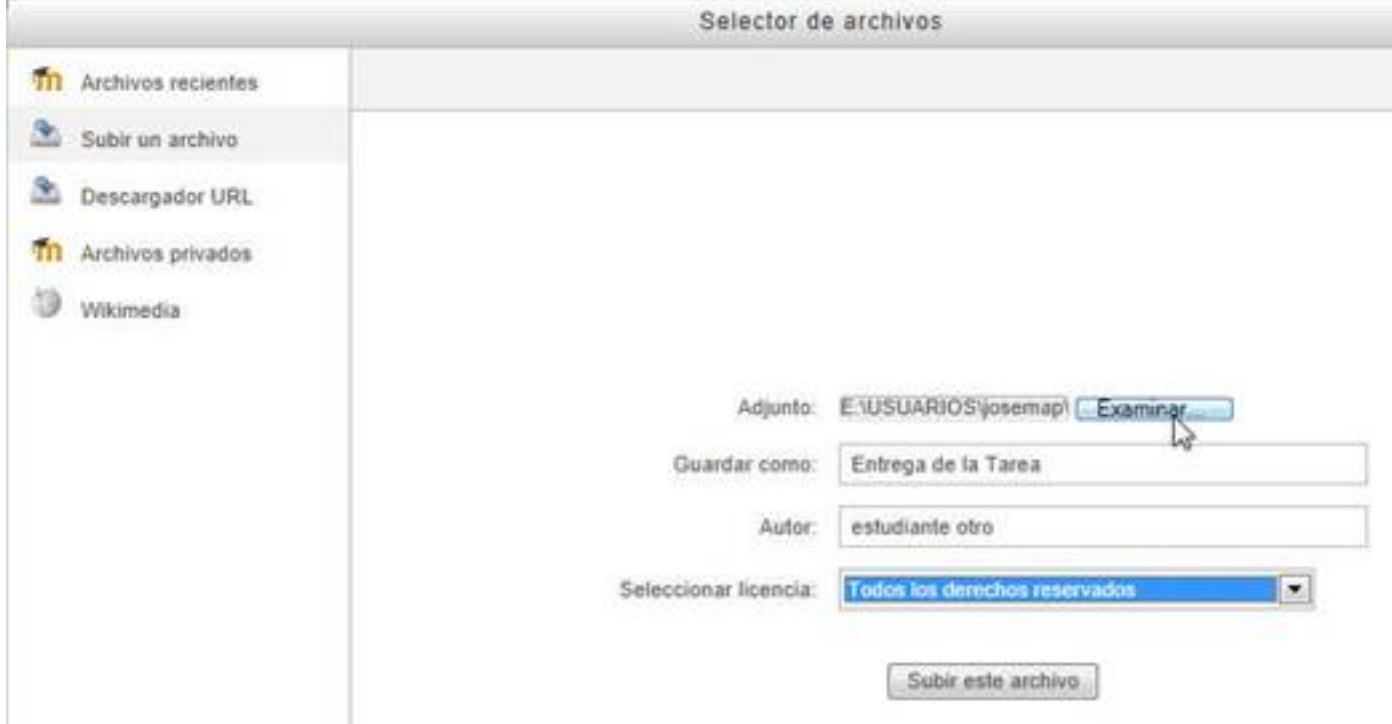 Selector de archivos
Archivos recientes
Subir un archivo
Descargador URL
Archivos privados
Wikimedia
Adjunto: E:\USUARIOS\josemap\ Examinar...
Guardar como: Entrega de la Tarea
Autor: estudiante otro
Seleccionar licencia: Todos los derechos reservados
Subir este archivo